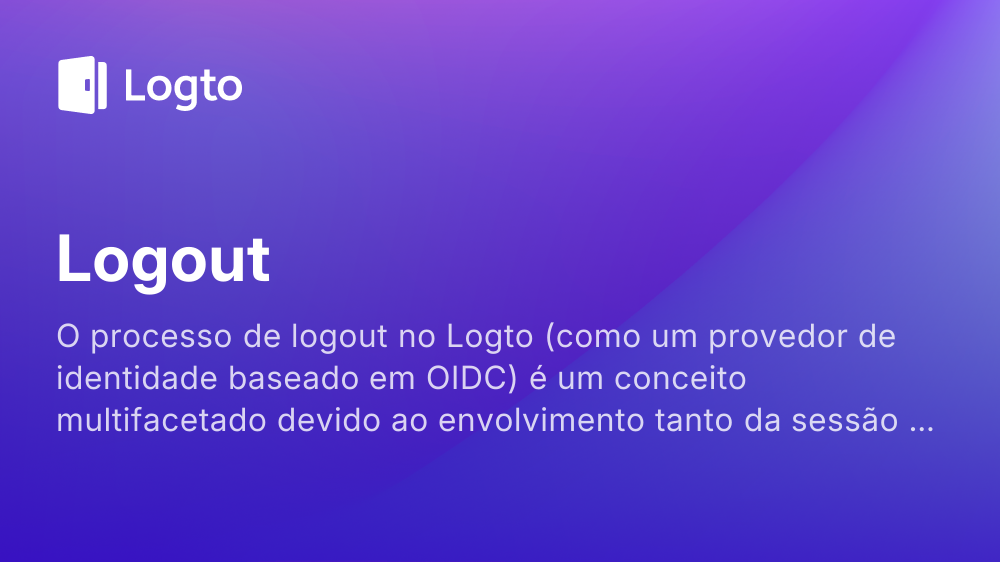 Logto
Logout
O processo de logout no Logto (como um provedor de
identidade baseado em OIDC) é um conceito
multifacetado devido ao envolvimento tanto da sessão ...